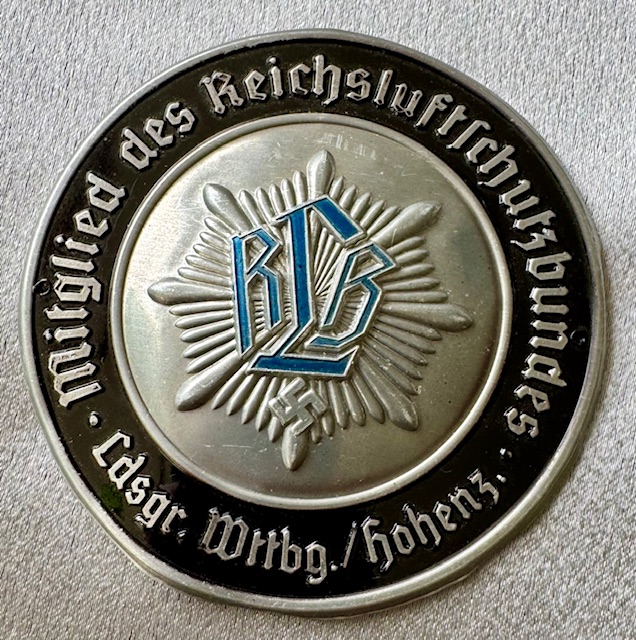 Mitglied des Reichsluftschutzbundes
RLB
Ldsgr. Wttbg./Hohenz.